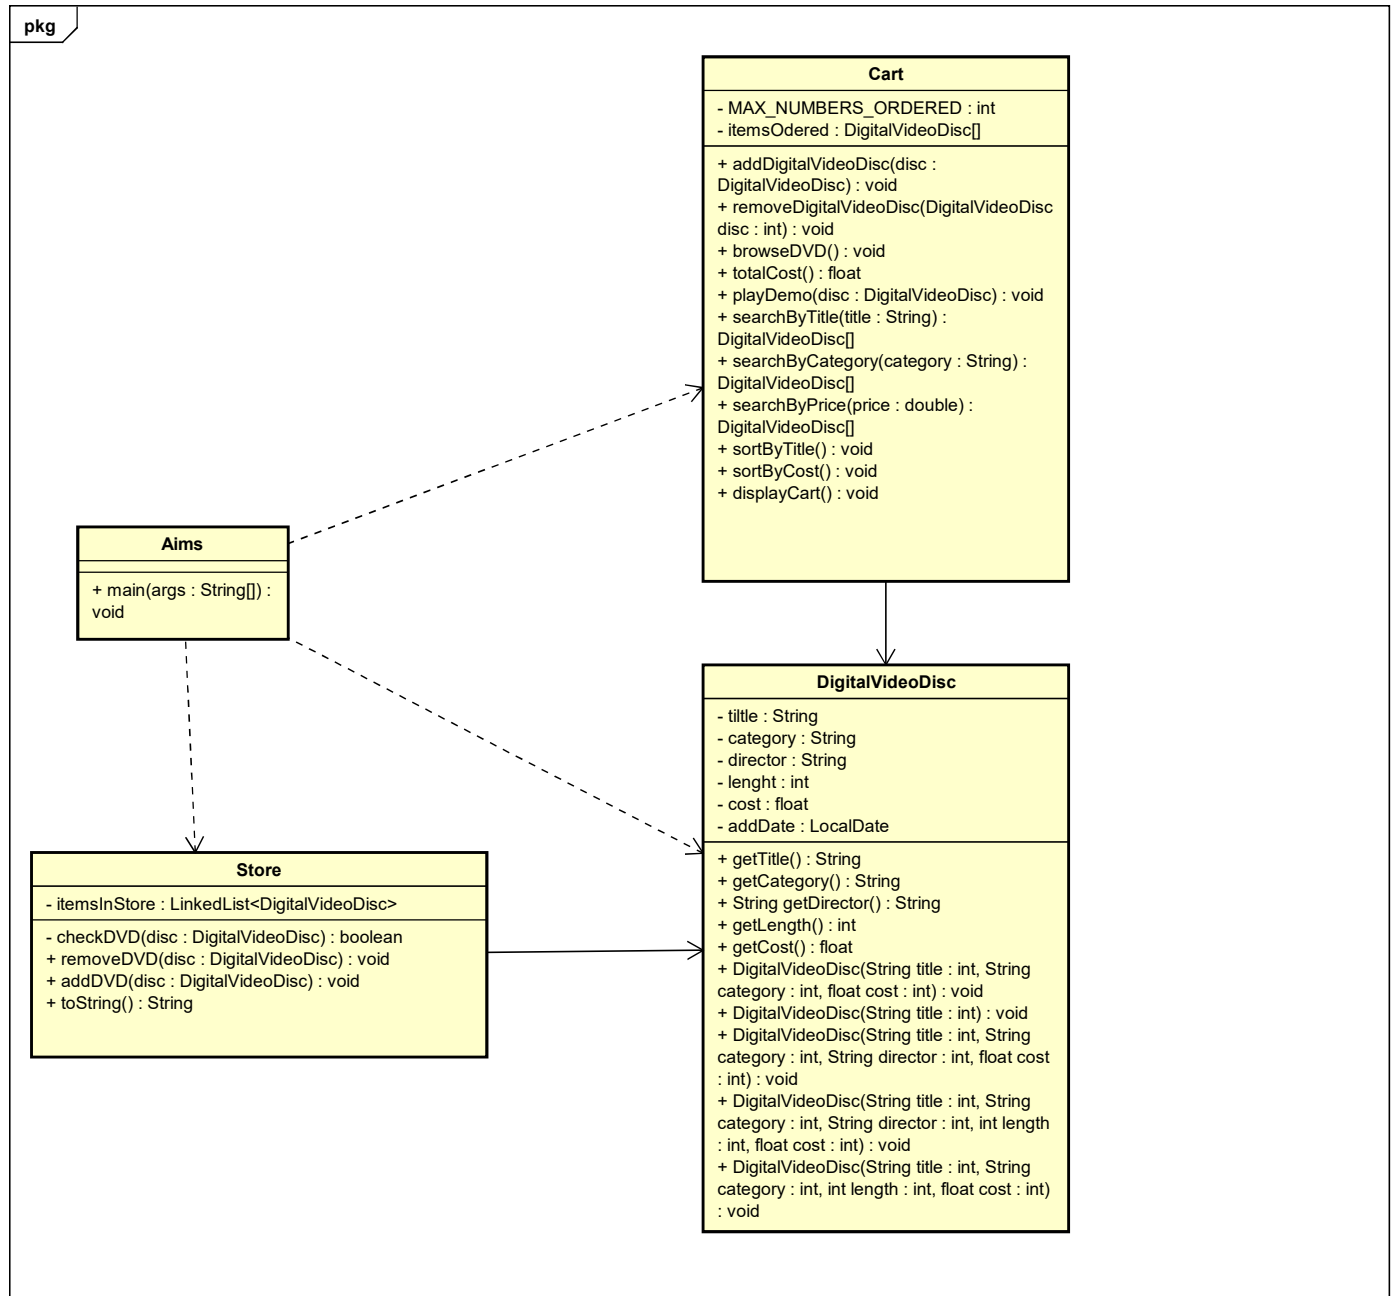 pkg
Cart
- MAX_NUMBERS_ORDERED : int
- itemsOdered : DigitalVideoDisc[]
+ addDigitalVideoDisc(disc :
DigitalVideoDisc) : void
+ removeDigitalVideoDisc(DigitalVideoDisc
disc : int) : void
+ browseDVD() : void
+ totalCost() : float
+ playDemo(disc : DigitalVideoDisc) : void
+ searchByTitle(title : String) :
DigitalVideoDisc[]
+ searchByCategory(category : String) :
DigitalVideoDisc[]
+ searchByPrice(price : double) :
DigitalVideoDisc[]
+ sortByTitle() : void
+ sortByCost() : void
+ displayCart() : void
Aims
+ main(args : String[]) :
void
DigitalVideoDisc
- tiltle : String
- category : String
- director : String
- lenght : int
- cost : float
- addDate : LocalDate
+ getTitle() : String
+ getCategory() : String
+ String getDirector() : String
+ getLength() : int
+ getCost() : float
+ DigitalVideoDisc(String title : int, String
category : int, float cost : int) : void
+ DigitalVideoDisc(String title : int) : void
+ DigitalVideoDisc(String title : int, String
category : int, String director : int, float cost
: int) : void
+ DigitalVideoDisc(String title : int, String
category : int, String director : int, int length
: int, float cost : int) : void
+ DigitalVideoDisc(String title : int, String
category : int, int length : int, float cost : int)
: void
Store
- itemsInStore : LinkedList<DigitalVideoDisc>
- checkDVD(disc : DigitalVideoDisc) : boolean
+ removeDVD(disc : DigitalVideoDisc) : void
+ addDVD(disc : DigitalVideoDisc) : void
+ toString() : String